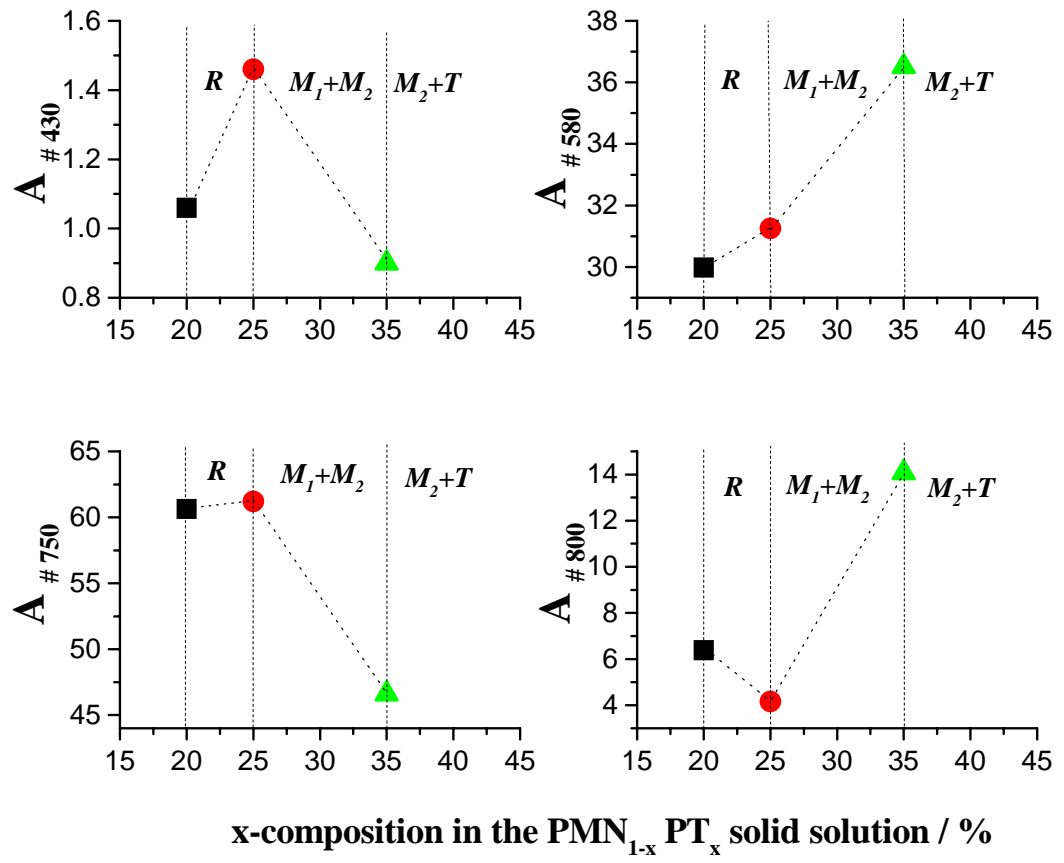 1.6
1.4
1.2
1.0
0.8
A # 430
R M1+M2 M2+T
15 20 25 30 35 40 45
38
36
34
32
30
A # 580
R M1+M2 M2+T
15 20 25 30 35 40 45
65
60
55
50
45
A # 750
R M1+M2 M2+T
15 20 25 30 35 40 45
14
12
10
8
6
4
A # 800
R M1+M2 M2+T
15 20 25 30 35 40 45
x-composition in the PMN1-x PTx solid solution / %